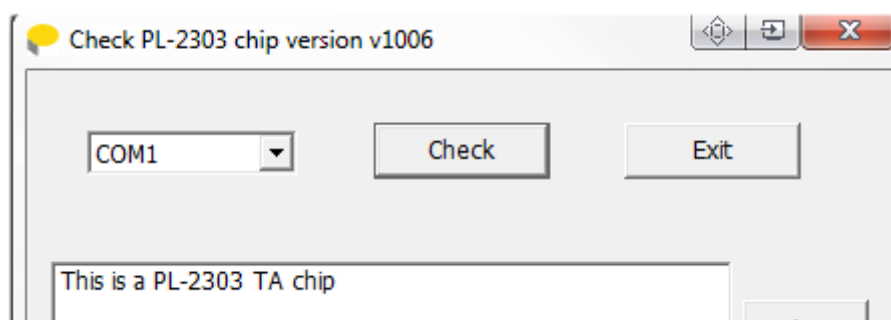 Check PL-2303 chip version v1006
COM1
Check
Exit
This is a PL-2303 TA chip